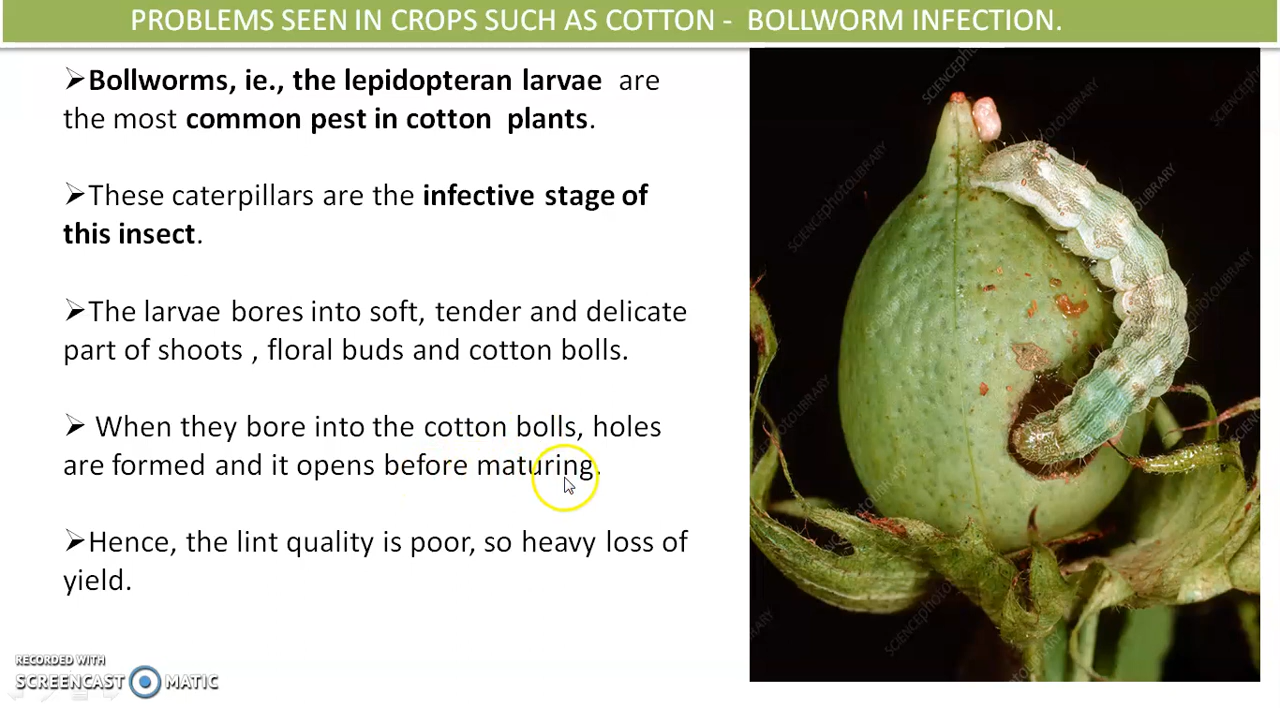 PROBLEMS SEEN IN CROPS SUCH AS COTTON - BOLLWORM INFECTION.
➢Bollworms, ie., the lepidopteran larvae are
the most common pest in cotton plants.
➢These caterpillars are the infective stage of
this insect.
➢The larvae bores into soft, tender and delicate
part of shoots , floral buds and cotton bolls.
➢ When they bore into the cotton bolls, holes
are formed and it opens before maturing.
➢Hence, the lint quality is poor, so heavy loss of
yield.
SCIENCEphotoLIBRARY
SCIENCEphotoLIBRARY
SCIENCEphotoLIBRARY
SCIENCEphotoLIBRARY
RECORDED WITH
SCREENCAST MATIC